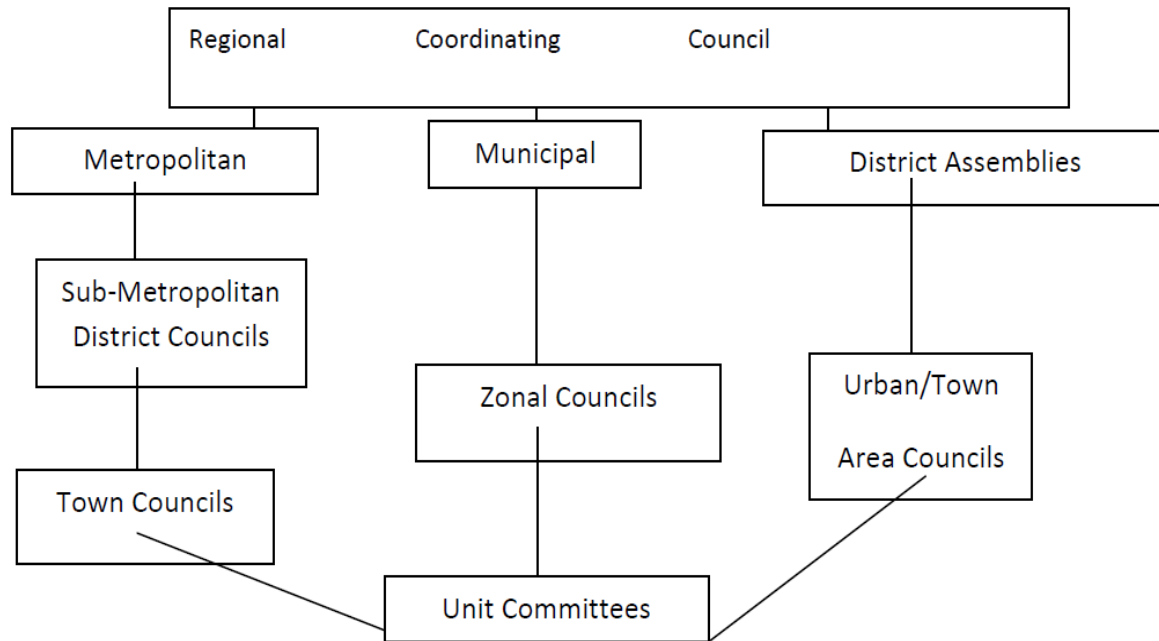 Regional Coordinating Council
Metropolitan
Municipal
District Assemblies
Sub-Metropolitan
District Councils
Zonal Councils
Urban/Town
Area Councils
Town Councils
Unit Committees